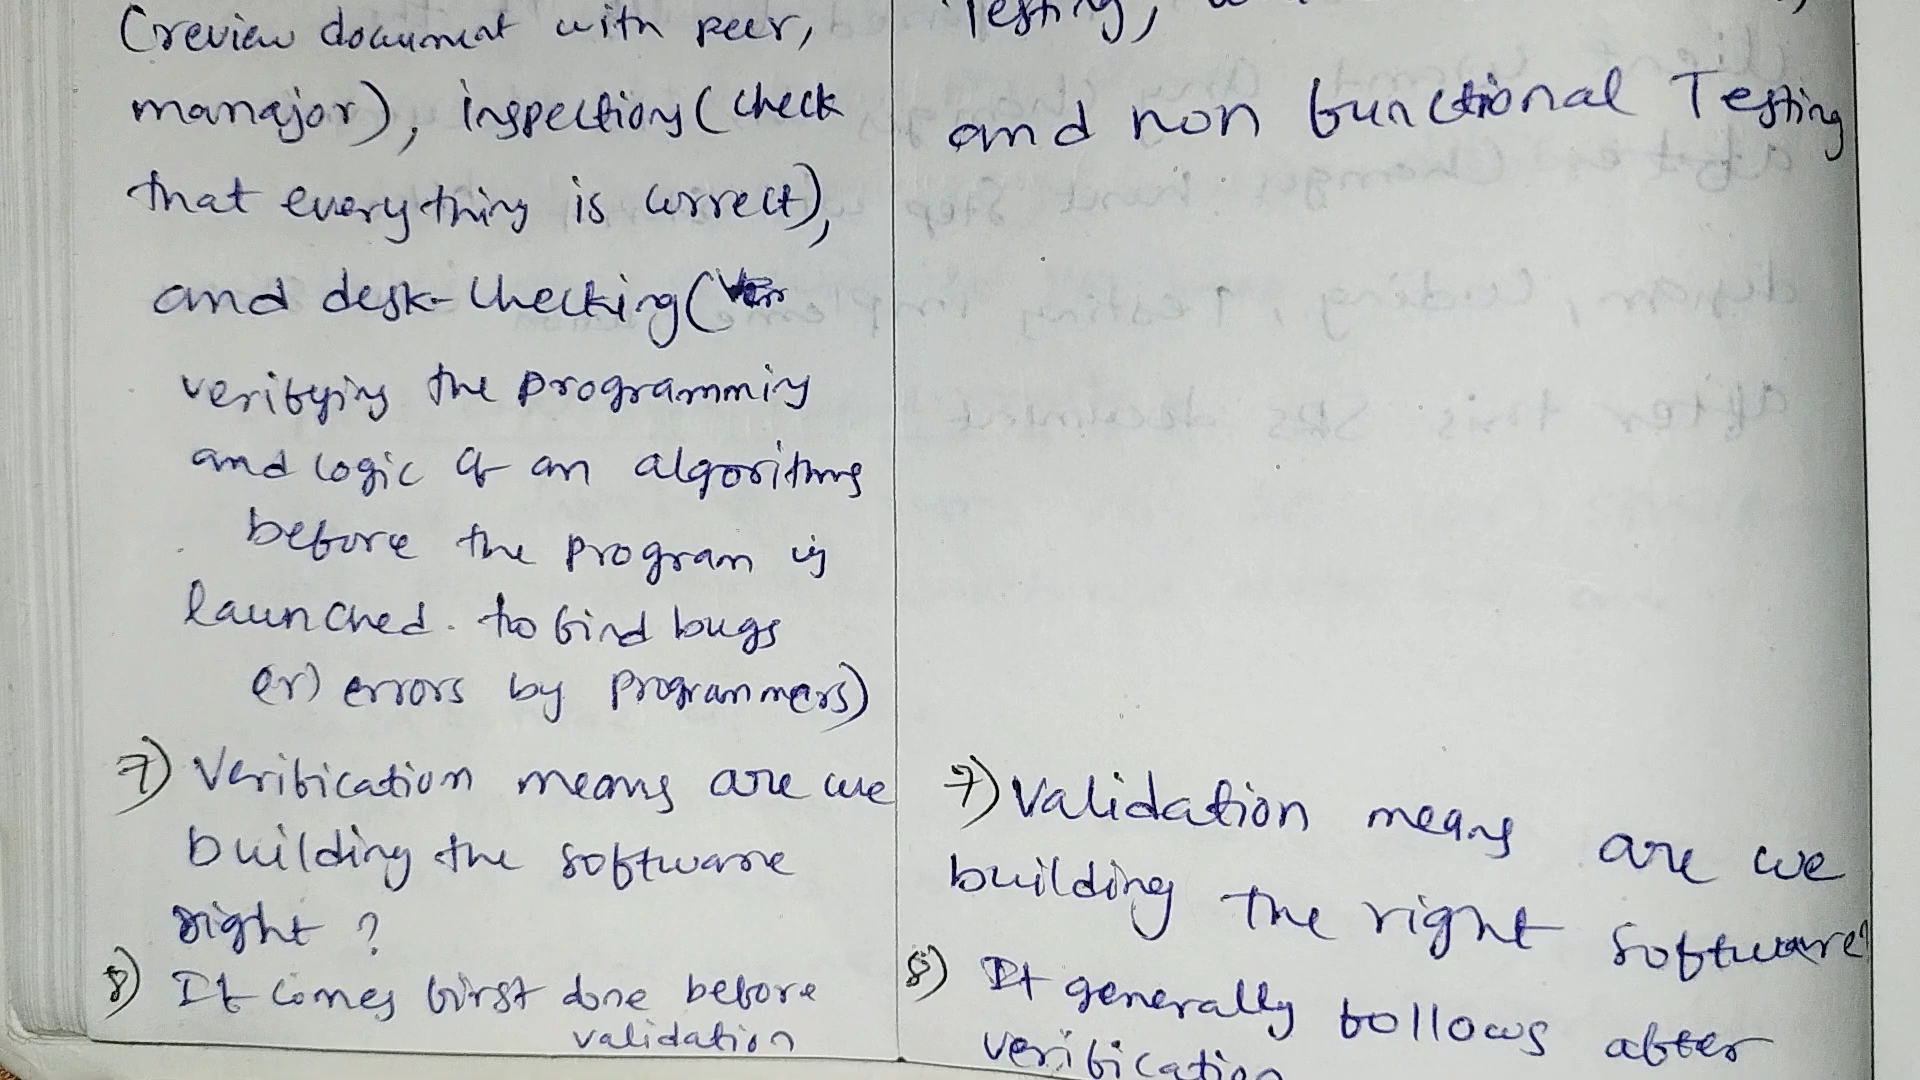 (review document with peer,
manajor), inspections (check
that everything is correct),
and desk-checking (
verifying the programming
and logic of an algorithms
before the program is
launched. to find bugs
(or) errors by programmers)
7) Verification means are we
building the software
right ?
8) It comes first done before
validation
Testing,
and non functional Testing
7) Validation means are we
building the right software?
8) It generally follows after
verification